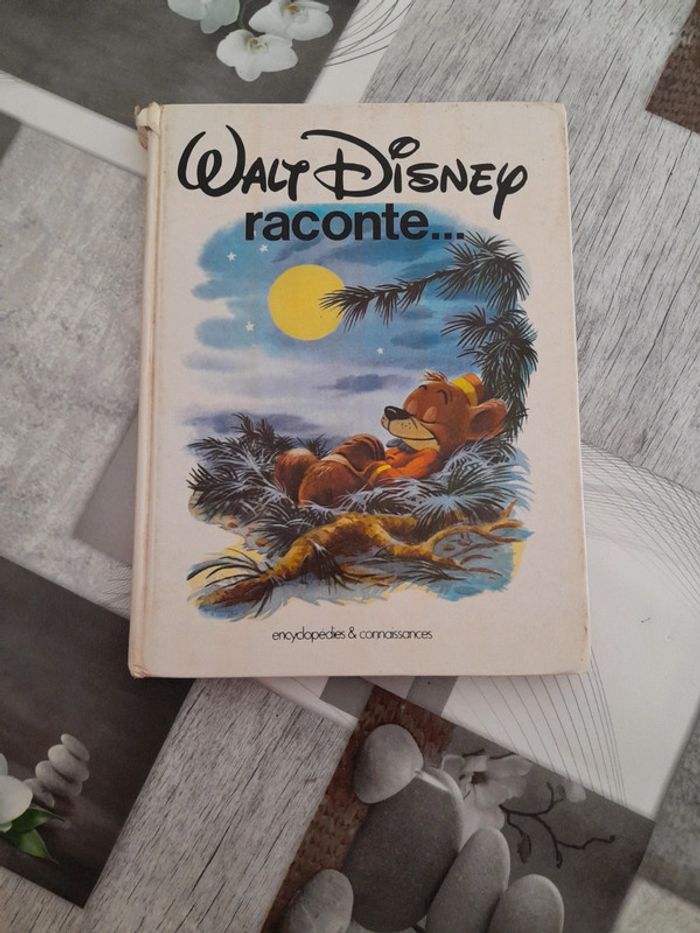 WALT DISNEY
raconte...
encyclopédies & connaissances